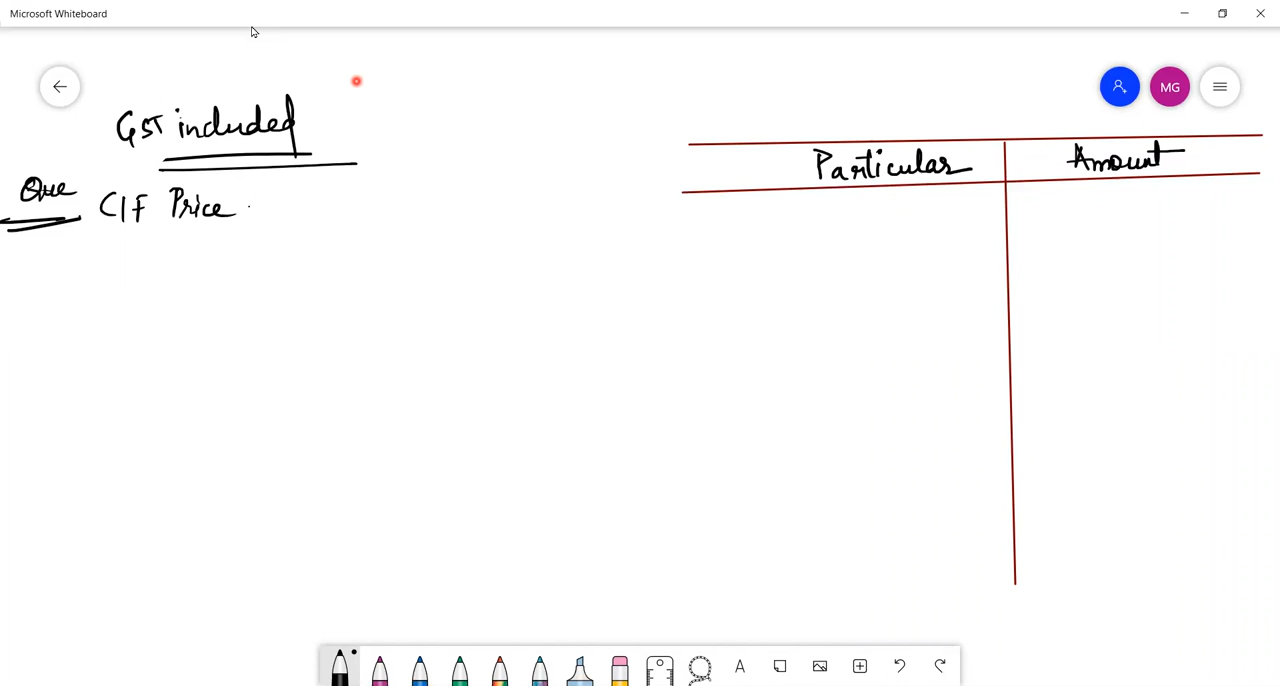 Microsoft Whiteboard
MG
GST included
Particular Amount
Que CIF Price
A